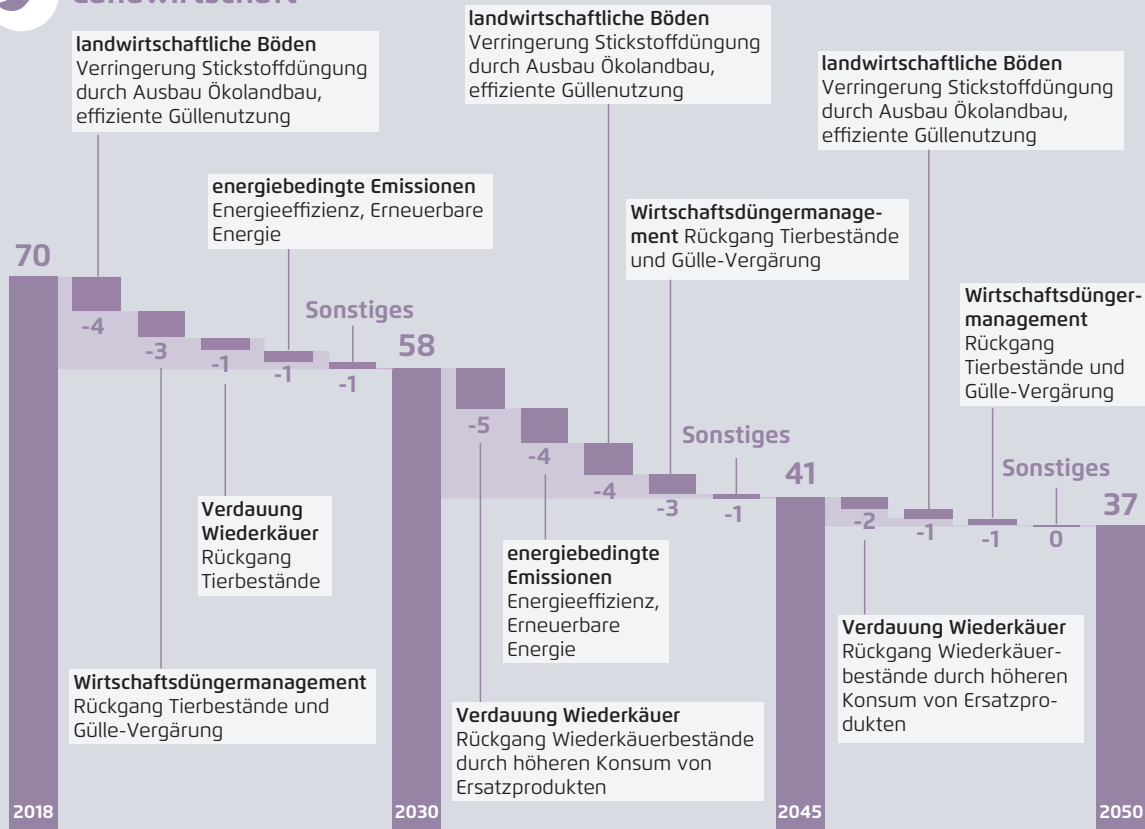 landwirtschaftliche Böden
Verringerung Stickstoffdüngung
durch Ausbau Ökolandbau,
effiziente Güllenutzung
energiebedingte Emissionen
Energieeffizienz, Erneuerbare
Energie
70
-4
-3
-1
-1
Sonstiges
-1
Verdauung
Wiederkäuer
Rückgang
Tierbestände
Wirtschaftsdüngermanagement
Rückgang Tierbestände und
Gülle-Vergärung
2018
landwirtschaftliche Böden
Verringerung Stickstoffdüngung
durch Ausbau Ökolandbau,
effiziente Güllenutzung
Wirtschaftsdüngermanage-
ment Rückgang Tierbestände
und Gülle-Vergärung
58
-5
-4
-4
-3
Sonstiges
-1
energiebedingte
Emissionen
Energieeffizienz,
Erneuerbare
Energie
Verdauung Wiederkäuer
Rückgang Wiederkäuerbestände
durch höheren Konsum von
Ersatzprodukten
2030
landwirtschaftliche Böden
Verringerung Stickstoffdüngung
durch Ausbau Ökolandbau,
effiziente Güllenutzung
Wirtschaftsdünger-
management
Rückgang
Tierbestände und
Gülle-Vergärung
41
-2
-1
-1
Sonstiges
0
37
Verdauung Wiederkäuer
Rückgang Wiederkäuer-
bestände durch höheren
Konsum von Ersatzpro-
dukten
2045
2050